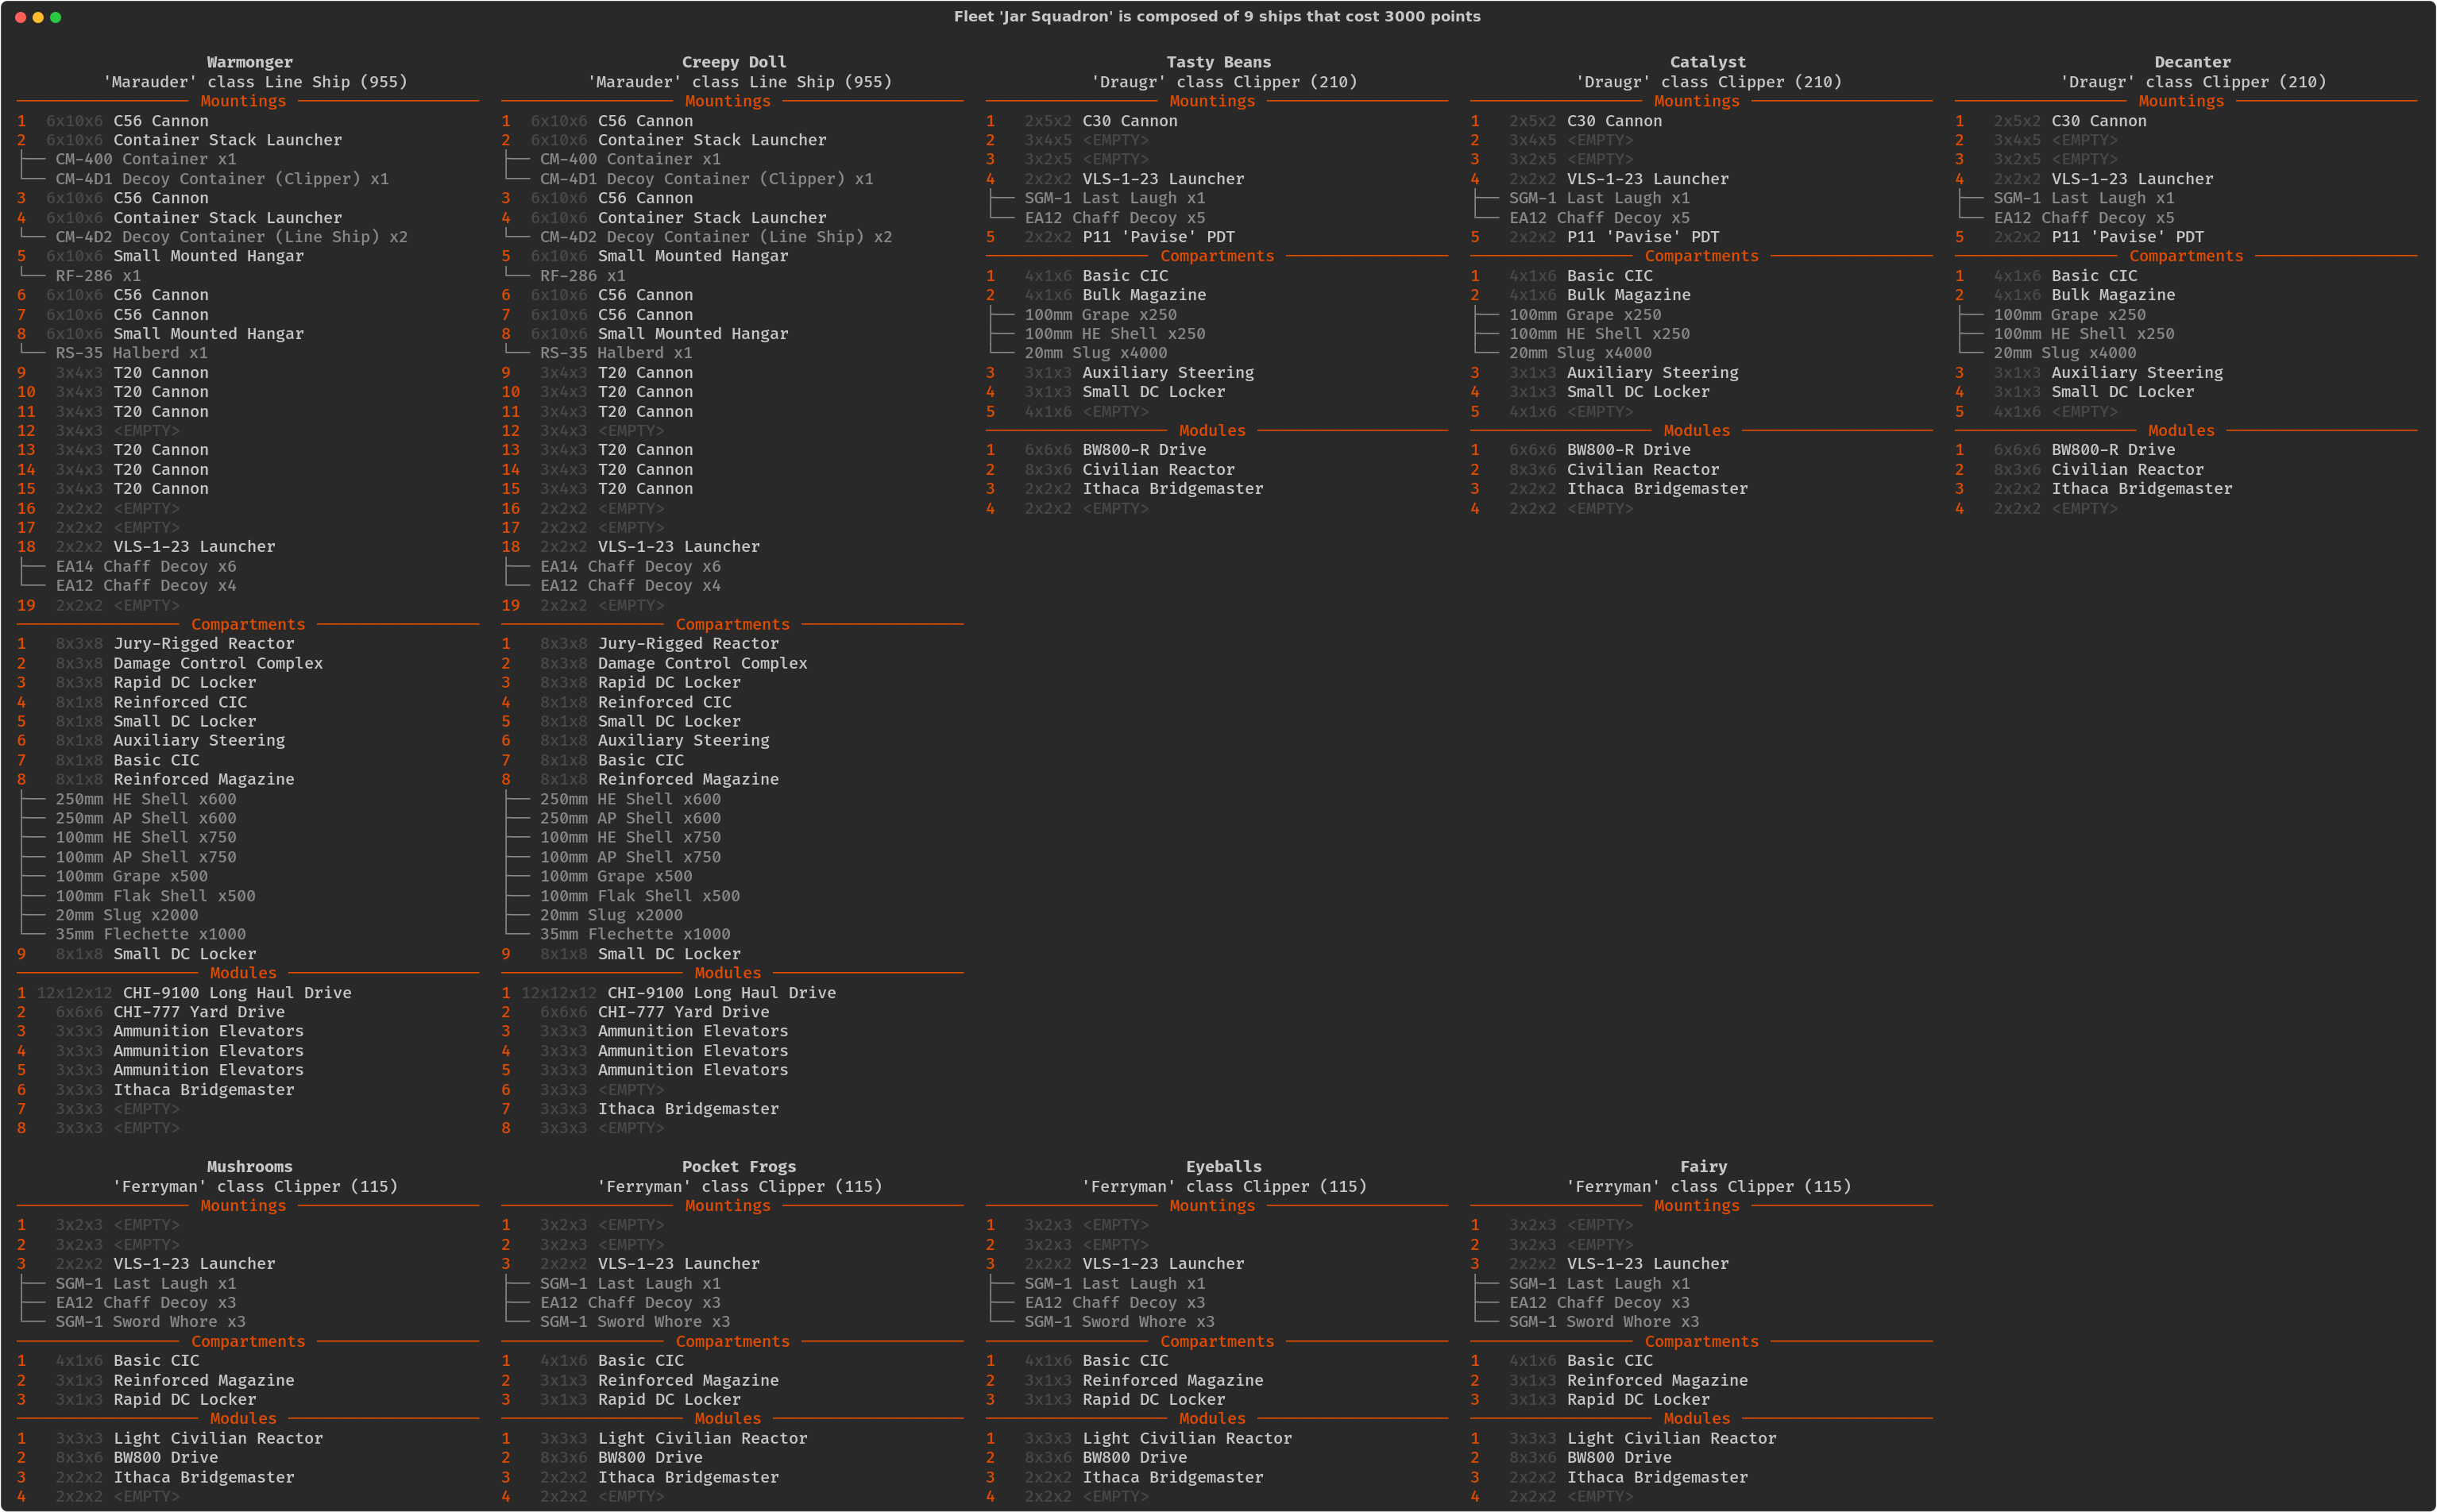 Fleet 'Jar Squadron' is composed of 9 ships that cost 3000 points
Warmonger
'Marauder' class Line Ship (955)
Mountings
1 6x10x6 C56 Cannon
2 6x10x6 Container Stack Launcher
├── CM-400 Container x1
└── CM-4D1 Decoy Container (Clipper) x1
3 6x10x6 C56 Cannon
4 6x10x6 Container Stack Launcher
└── CM-4D2 Decoy Container (Line Ship) x2
5 6x10x6 Small Mounted Hangar
└── RF-286 x1
6 6x10x6 C56 Cannon
7 6x10x6 C56 Cannon
8 6x10x6 Small Mounted Hangar
└── RS-35 Halberd x1
9 3x4x3 T20 Cannon
10 3x4x3 T20 Cannon
11 3x4x3 T20 Cannon
12 3x4x3 <EMPTY>
13 3x4x3 T20 Cannon
14 3x4x3 T20 Cannon
15 3x4x3 T20 Cannon
16 2x2x2 <EMPTY>
17 2x2x2 <EMPTY>
18 2x2x2 VLS-1-23 Launcher
├── EA14 Chaff Decoy x6
└── EA12 Chaff Decoy x4
19 2x2x2 <EMPTY>
Compartments
1 8x3x8 Jury-Rigged Reactor
2 8x3x8 Damage Control Complex
3 8x3x8 Rapid DC Locker
4 8x1x8 Reinforced CIC
5 8x1x8 Small DC Locker
6 8x1x8 Auxiliary Steering
7 8x1x8 Basic CIC
8 8x1x8 Reinforced Magazine
├── 250mm HE Shell x600
├── 250mm AP Shell x600
├── 100mm HE Shell x750
├── 100mm AP Shell x750
├── 100mm Grape x500
├── 100mm Flak Shell x500
├── 20mm Slug x2000
└── 35mm Flechette x1000
9 8x1x8 Small DC Locker
Modules
1 12x12x12 CHI-9100 Long Haul Drive
2 6x6x6 CHI-777 Yard Drive
3 3x3x3 Ammunition Elevators
4 3x3x3 Ammunition Elevators
5 3x3x3 Ammunition Elevators
6 3x3x3 Ithaca Bridgemaster
7 3x3x3 <EMPTY>
8 3x3x3 <EMPTY>
Creepy Doll
'Marauder' class Line Ship (955)
Mountings
1 6x10x6 C56 Cannon
2 6x10x6 Container Stack Launcher
├── CM-400 Container x1
└── CM-4D1 Decoy Container (Clipper) x1
3 6x10x6 C56 Cannon
4 6x10x6 Container Stack Launcher
└── CM-4D2 Decoy Container (Line Ship) x2
5 6x10x6 Small Mounted Hangar
└── RF-286 x1
6 6x10x6 C56 Cannon
7 6x10x6 C56 Cannon
8 6x10x6 Small Mounted Hangar
└── RS-35 Halberd x1
9 3x4x3 T20 Cannon
10 3x4x3 T20 Cannon
11 3x4x3 T20 Cannon
12 3x4x3 <EMPTY>
13 3x4x3 T20 Cannon
14 3x4x3 T20 Cannon
15 3x4x3 T20 Cannon
16 2x2x2 <EMPTY>
17 2x2x2 <EMPTY>
18 2x2x2 VLS-1-23 Launcher
├── EA14 Chaff Decoy x6
└── EA12 Chaff Decoy x4
19 2x2x2 <EMPTY>
Compartments
1 8x3x8 Jury-Rigged Reactor
2 8x3x8 Damage Control Complex
3 8x3x8 Rapid DC Locker
4 8x1x8 Reinforced CIC
5 8x1x8 Small DC Locker
6 8x1x8 Auxiliary Steering
7 8x1x8 Basic CIC
8 8x1x8 Reinforced Magazine
├── 250mm HE Shell x600
├── 250mm AP Shell x600
├── 100mm HE Shell x750
├── 100mm AP Shell x750
├── 100mm Grape x500
├── 100mm Flak Shell x500
├── 20mm Slug x2000
└── 35mm Flechette x1000
9 8x1x8 Small DC Locker
Modules
1 12x12x12 CHI-9100 Long Haul Drive
2 6x6x6 CHI-777 Yard Drive
3 3x3x3 Ammunition Elevators
4 3x3x3 Ammunition Elevators
5 3x3x3 Ammunition Elevators
6 3x3x3 <EMPTY>
7 3x3x3 Ithaca Bridgemaster
8 3x3x3 <EMPTY>
Tasty Beans
'Draugr' class Clipper (210)
Mountings
1 2x5x2 C30 Cannon
2 3x4x5 <EMPTY>
3 3x2x5 <EMPTY>
4 2x2x2 VLS-1-23 Launcher
├── SGM-1 Last Laugh x1
└── EA12 Chaff Decoy x5
5 2x2x2 P11 'Pavise' PDT
Compartments
1 4x1x6 Basic CIC
2 4x1x6 Bulk Magazine
├── 100mm Grape x250
├── 100mm HE Shell x250
└── 20mm Slug x4000
3 3x1x3 Auxiliary Steering
4 3x1x3 Small DC Locker
5 4x1x6 <EMPTY>
Modules
1 6x6x6 BW800-R Drive
2 8x3x6 Civilian Reactor
3 2x2x2 Ithaca Bridgemaster
4 2x2x2 <EMPTY>
Catalyst
'Draugr' class Clipper (210)
Mountings
1 2x5x2 C30 Cannon
2 3x4x5 <EMPTY>
3 3x2x5 <EMPTY>
4 2x2x2 VLS-1-23 Launcher
├── SGM-1 Last Laugh x1
└── EA12 Chaff Decoy x5
5 2x2x2 P11 'Pavise' PDT
Compartments
1 4x1x6 Basic CIC
2 4x1x6 Bulk Magazine
├── 100mm Grape x250
├── 100mm HE Shell x250
└── 20mm Slug x4000
3 3x1x3 Auxiliary Steering
4 3x1x3 Small DC Locker
5 4x1x6 <EMPTY>
Modules
1 6x6x6 BW800-R Drive
2 8x3x6 Civilian Reactor
3 2x2x2 Ithaca Bridgemaster
4 2x2x2 <EMPTY>
Decanter
'Draugr' class Clipper (210)
Mountings
1 2x5x2 C30 Cannon
2 3x4x5 <EMPTY>
3 3x2x5 <EMPTY>
4 2x2x2 VLS-1-23 Launcher
├── SGM-1 Last Laugh x1
└── EA12 Chaff Decoy x5
5 2x2x2 P11 'Pavise' PDT
Compartments
1 4x1x6 Basic CIC
2 4x1x6 Bulk Magazine
├── 100mm Grape x250
├── 100mm HE Shell x250
└── 20mm Slug x4000
3 3x1x3 Auxiliary Steering
4 3x1x3 Small DC Locker
5 4x1x6 <EMPTY>
Modules
1 6x6x6 BW800-R Drive
2 8x3x6 Civilian Reactor
3 2x2x2 Ithaca Bridgemaster
4 2x2x2 <EMPTY>
Mushrooms
'Ferryman' class Clipper (115)
Mountings
1 3x2x3 <EMPTY>
2 3x2x3 <EMPTY>
3 2x2x2 VLS-1-23 Launcher
├── SGM-1 Last Laugh x1
├── EA12 Chaff Decoy x3
└── SGM-1 Sword Whore x3
Compartments
1 4x1x6 Basic CIC
2 3x1x3 Reinforced Magazine
3 3x1x3 Rapid DC Locker
Modules
1 3x3x3 Light Civilian Reactor
2 8x3x6 BW800 Drive
3 2x2x2 Ithaca Bridgemaster
4 2x2x2 <EMPTY>
Pocket Frogs
'Ferryman' class Clipper (115)
Mountings
1 3x2x3 <EMPTY>
2 3x2x3 <EMPTY>
3 2x2x2 VLS-1-23 Launcher
├── SGM-1 Last Laugh x1
├── EA12 Chaff Decoy x3
└── SGM-1 Sword Whore x3
Compartments
1 4x1x6 Basic CIC
2 3x1x3 Reinforced Magazine
3 3x1x3 Rapid DC Locker
Modules
1 3x3x3 Light Civilian Reactor
2 8x3x6 BW800 Drive
3 2x2x2 Ithaca Bridgemaster
4 2x2x2 <EMPTY>
Eyeballs
'Ferryman' class Clipper (115)
Mountings
1 3x2x3 <EMPTY>
2 3x2x3 <EMPTY>
3 2x2x2 VLS-1-23 Launcher
├── SGM-1 Last Laugh x1
├── EA12 Chaff Decoy x3
└── SGM-1 Sword Whore x3
Compartments
1 4x1x6 Basic CIC
2 3x1x3 Reinforced Magazine
3 3x1x3 Rapid DC Locker
Modules
1 3x3x3 Light Civilian Reactor
2 8x3x6 BW800 Drive
3 2x2x2 Ithaca Bridgemaster
4 2x2x2 <EMPTY>
Fairy
'Ferryman' class Clipper (115)
Mountings
1 3x2x3 <EMPTY>
2 3x2x3 <EMPTY>
3 2x2x2 VLS-1-23 Launcher
├── SGM-1 Last Laugh x1
├── EA12 Chaff Decoy x3
└── SGM-1 Sword Whore x3
Compartments
1 4x1x6 Basic CIC
2 3x1x3 Reinforced Magazine
3 3x1x3 Rapid DC Locker
Modules
1 3x3x3 Light Civilian Reactor
2 8x3x6 BW800 Drive
3 2x2x2 Ithaca Bridgemaster
4 2x2x2 <EMPTY>